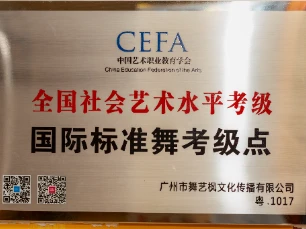 CEFA
中国艺术职业教育学会
China Education Federation of the Arts
全国社会艺术水平考级
国际标准舞考级点
广州市舞艺枫文化传播有限公司
粤.1017